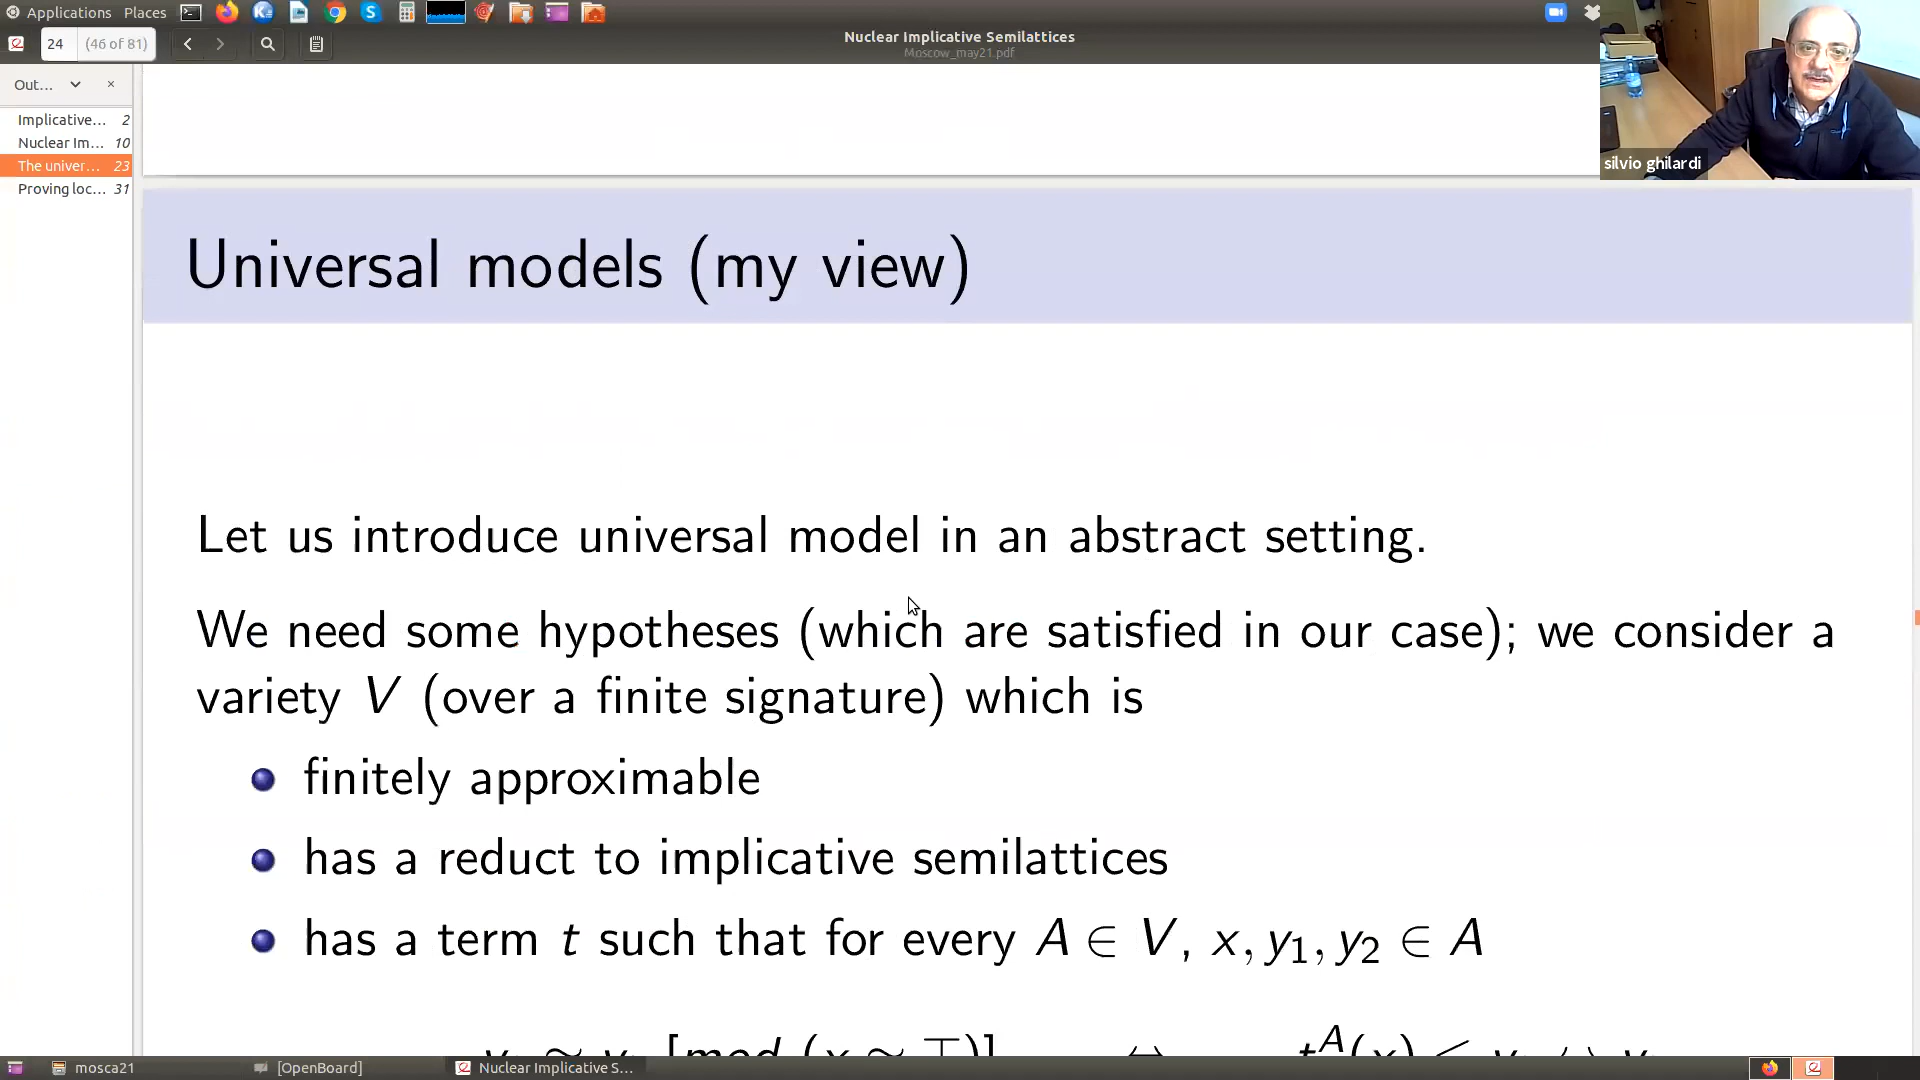 Applications Places
24 (46 of 81)
Nuclear Implicative Semilattices
Moscow_may21.pdf
Out...
Implicative... 2
Nuclear Im... 10
The univer... 23
Proving loc... 31
silvio ghilardi
Universal models (my view)
Let us introduce universal model in an abstract setting.
We need some hypotheses (which are satisfied in our case); we consider a
variety V (over a finite signature) which is
finitely approximable
has a reduct to implicative semilattices
has a term t such that for every A ∈ V, x, y₁, y₂ ∈ A
mosca21
[OpenBoard]
Nuclear Implicative S...